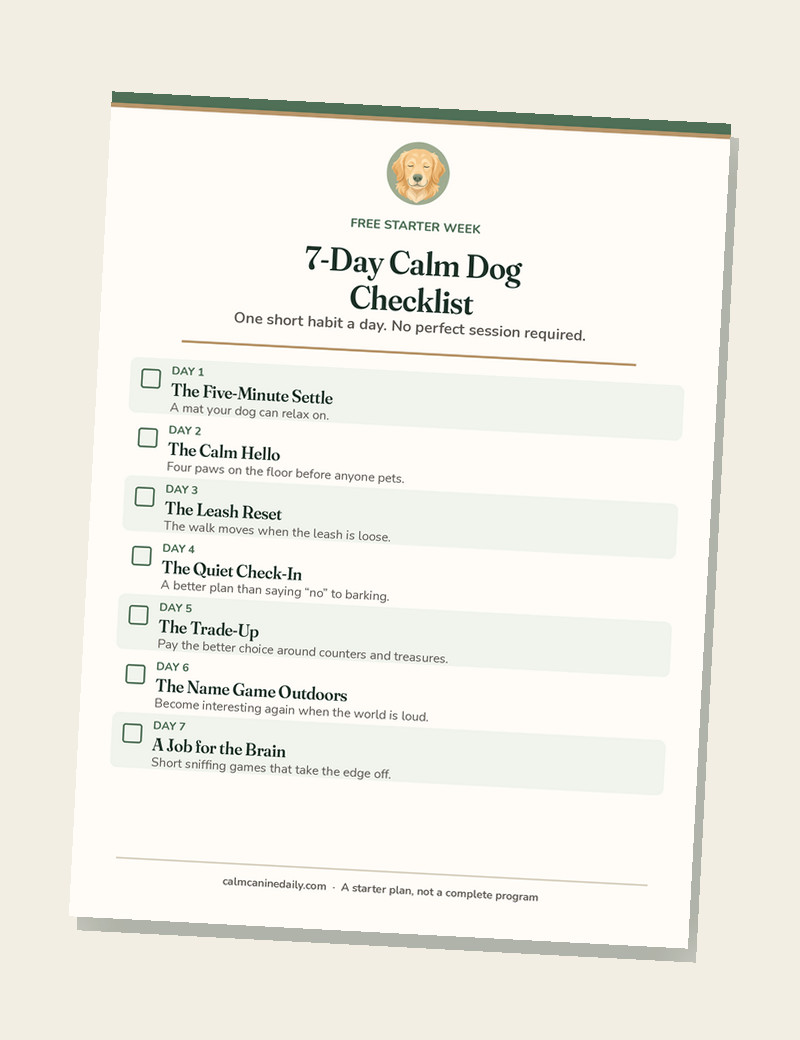 FREE STARTER WEEK
7-Day Calm Dog
Checklist
One short habit a day. No perfect session required.
DAY 1
The Five-Minute Settle
A mat your dog can relax on.
DAY 2
The Calm Hello
Four paws on the floor before anyone pets.
DAY 3
The Leash Reset
The walk moves when the leash is loose.
DAY 4
The Quiet Check-In
A better plan than saying “no” to barking.
DAY 5
The Trade-Up
Pay the better choice around counters and treasures.
DAY 6
The Name Game Outdoors
Become interesting again when the world is loud.
DAY 7
A Job for the Brain
Short sniffing games that take the edge off.
calmcaninedaily.com · A starter plan, not a complete program